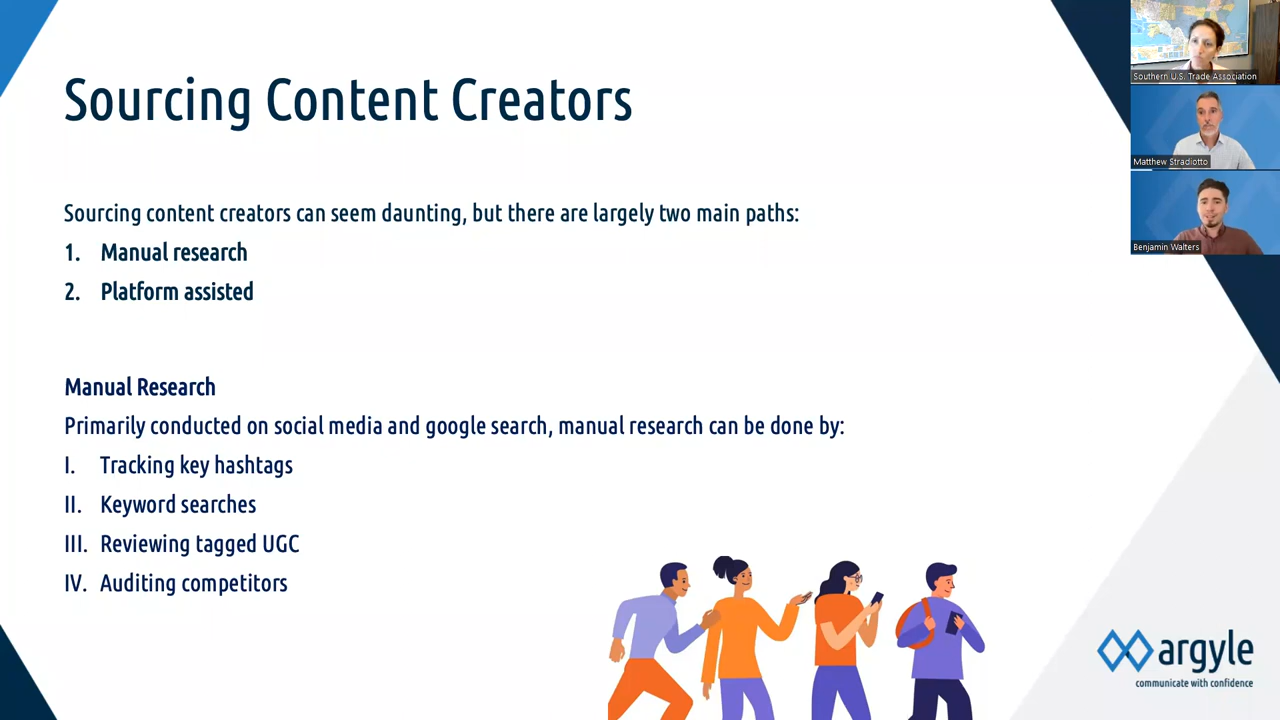 Sourcing Content Creators
Sourcing content creators can seem daunting, but there are largely two main paths:
1. Manual research
2. Platform assisted
Manual Research
Primarily conducted on social media and google search, manual research can be done by:
I. Tracking key hashtags
II. Keyword searches
III. Reviewing tagged UGC
IV. Auditing competitors
Southern U.S. Trade Association
Matthew Stradiotto
Benjamin Walters
argyle
communicate with confidence